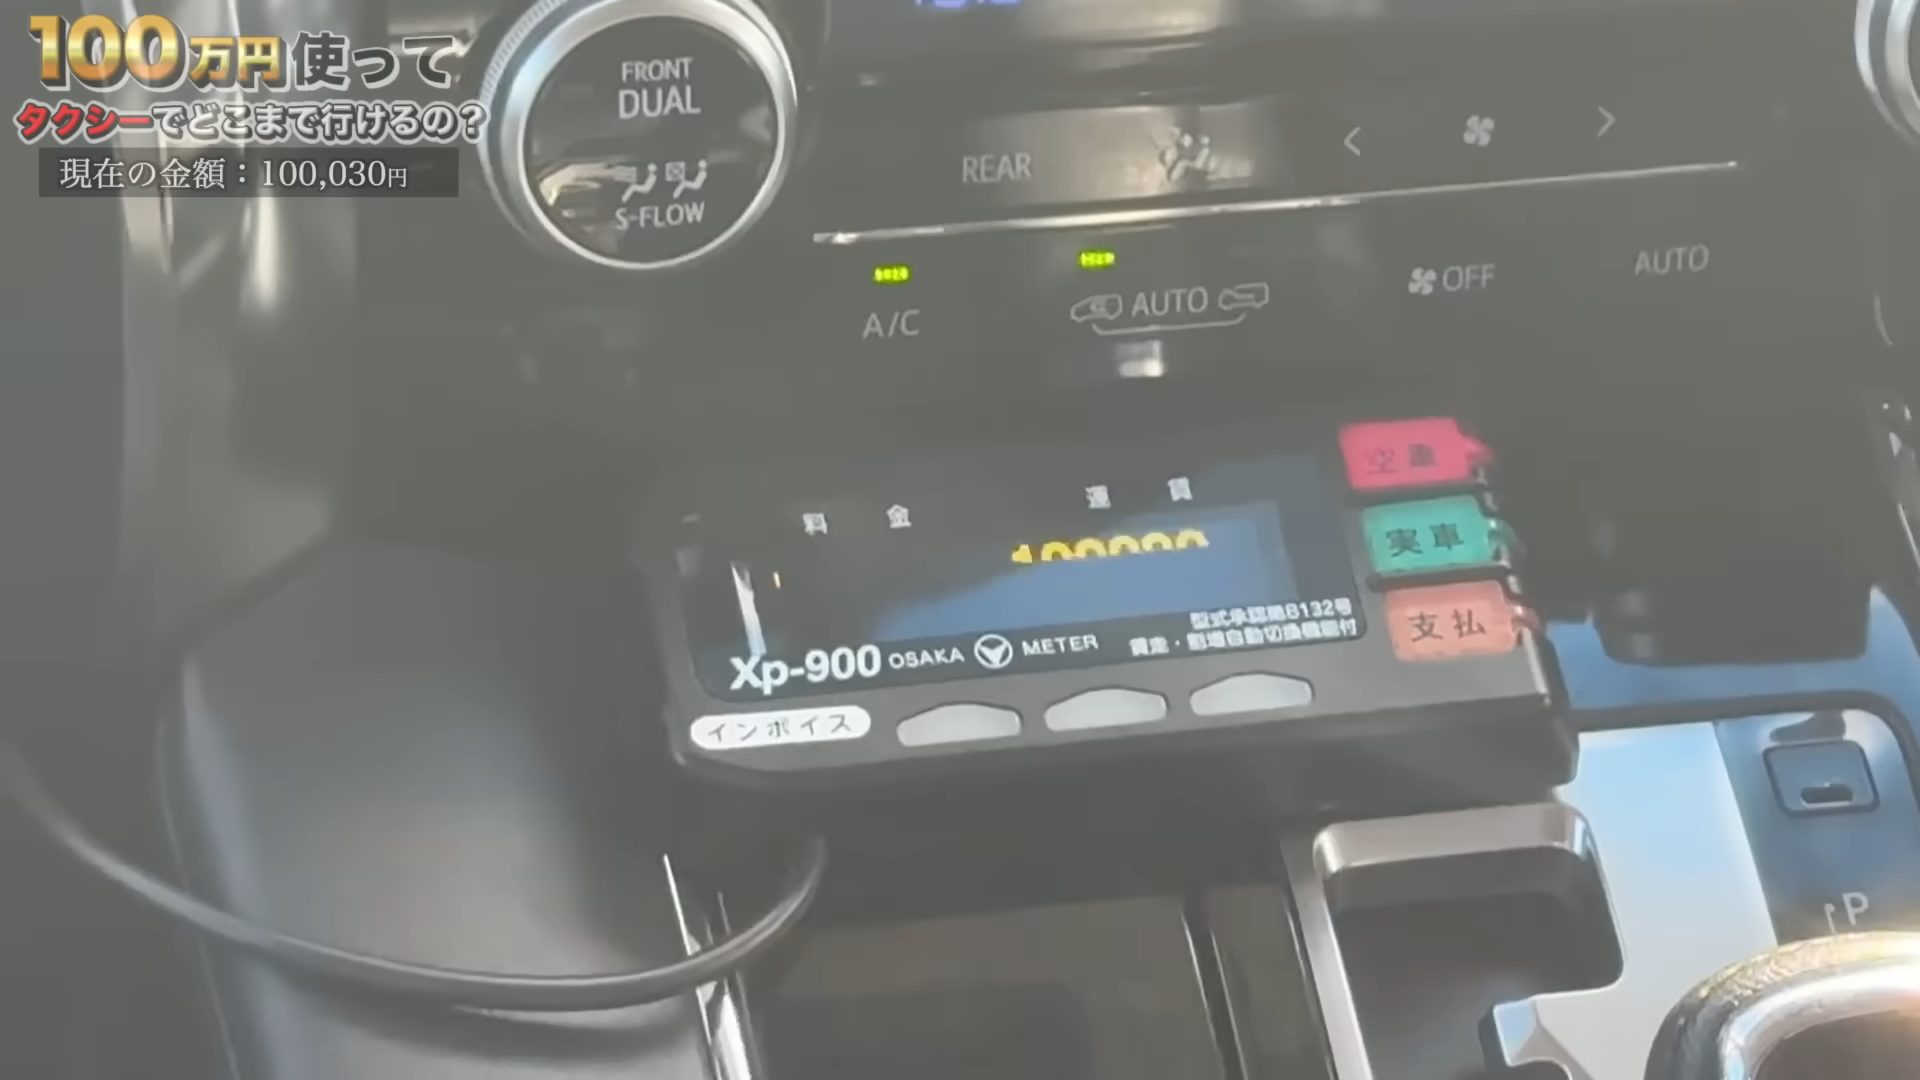 100万円使って
タクシーでどこまで行けるの?
現在の金額:100,030円
FRONT
DUAL
S-FLOW
REAR
A/C
AUTO
OFF
AUTO
料金
運賃
空車
実車
支払
Xp-900 OSAKA METER
インボイス
P